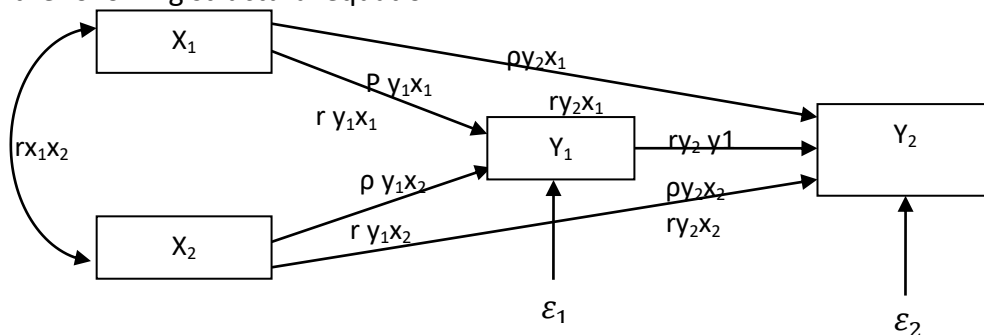 X₁
ρy₂x₁
P y₁x₁
r y₁x₁
ry₂x₁
rx₁x₂
Y₁
ry₂ y1
Y₂
ρ y₁x₂
ρy₂x₂
r y₁x₂
ry₂x₂
X₂
ε₁
ε₂